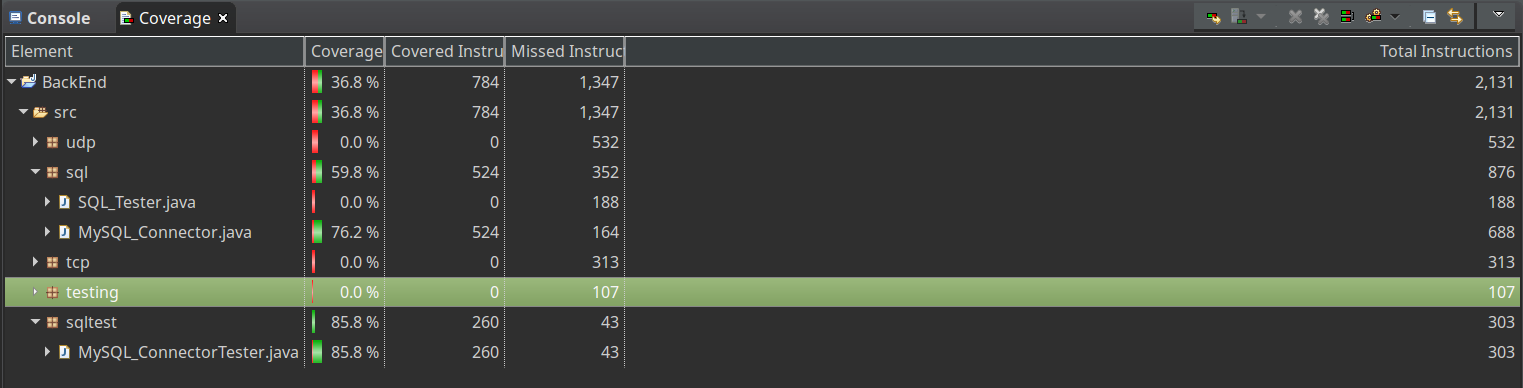 Console Coverage
Element Coverage Covered Instru Missed Instruc Total Instructions
BackEnd 36.8 % 784 1,347 2,131
src 36.8 % 784 1,347 2,131
udp 0.0 % 0 532 532
sql 59.8 % 524 352 876
SQL_Tester.java 0.0 % 0 188 188
MySQL_Connector.java 76.2 % 524 164 688
tcp 0.0 % 0 313 313
testing 0.0 % 0 107 107
sqltest 85.8 % 260 43 303
MySQL_ConnectorTester.java 85.8 % 260 43 303